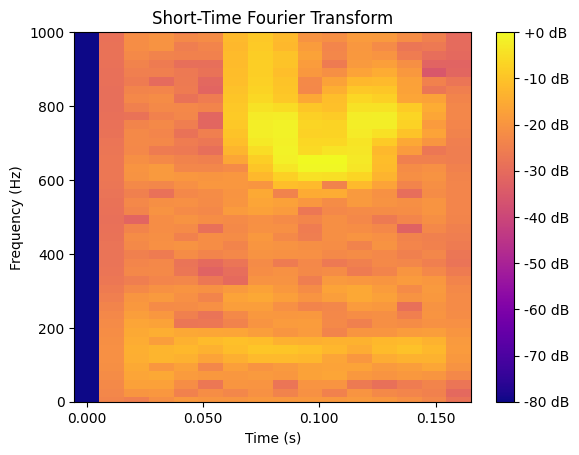 Short-Time Fourier Transform
1000
800
600
400
200
0
Frequency (Hz)
0.000
0.050
0.100
0.150
Time (s)
+0 dB
-10 dB
-20 dB
-30 dB
-40 dB
-50 dB
-60 dB
-70 dB
-80 dB